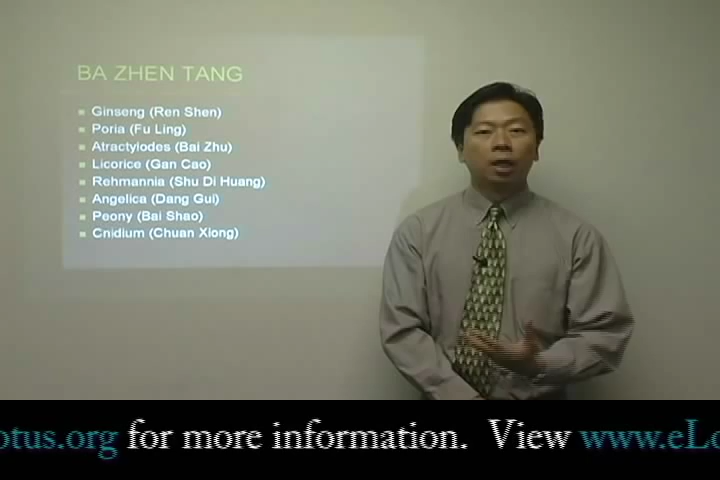 BA ZHEN TANG
Ginseng (Ren Shen)
Poria (Fu Ling)
Atractylodes (Bai Zhu)
Licorice (Gan Cao)
Rehmannia (Shu Di Huang)
Angelica (Dang Gui)
Peony (Bai Shao)
Cnidium (Chuan Xiong)
otus.org for more information. View www.eLo